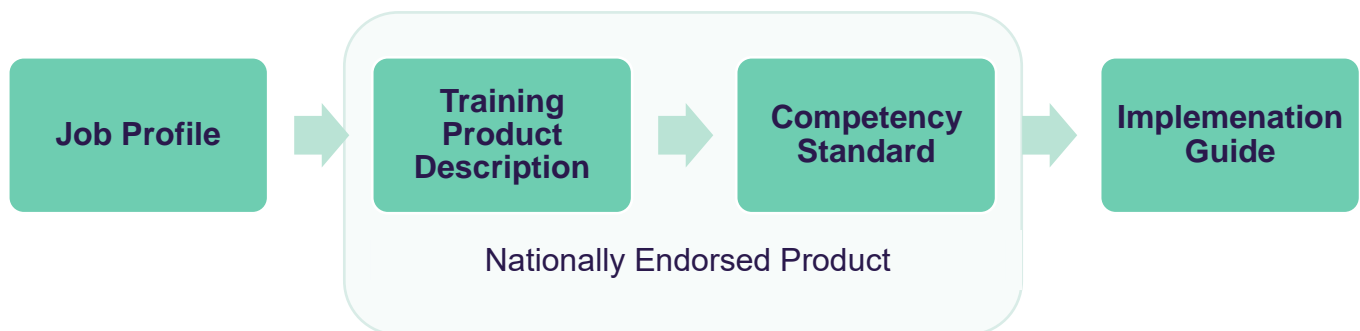 Job Profile
Training
Product
Description
Competency
Standard
Implemenation
Guide
Nationally Endorsed Product